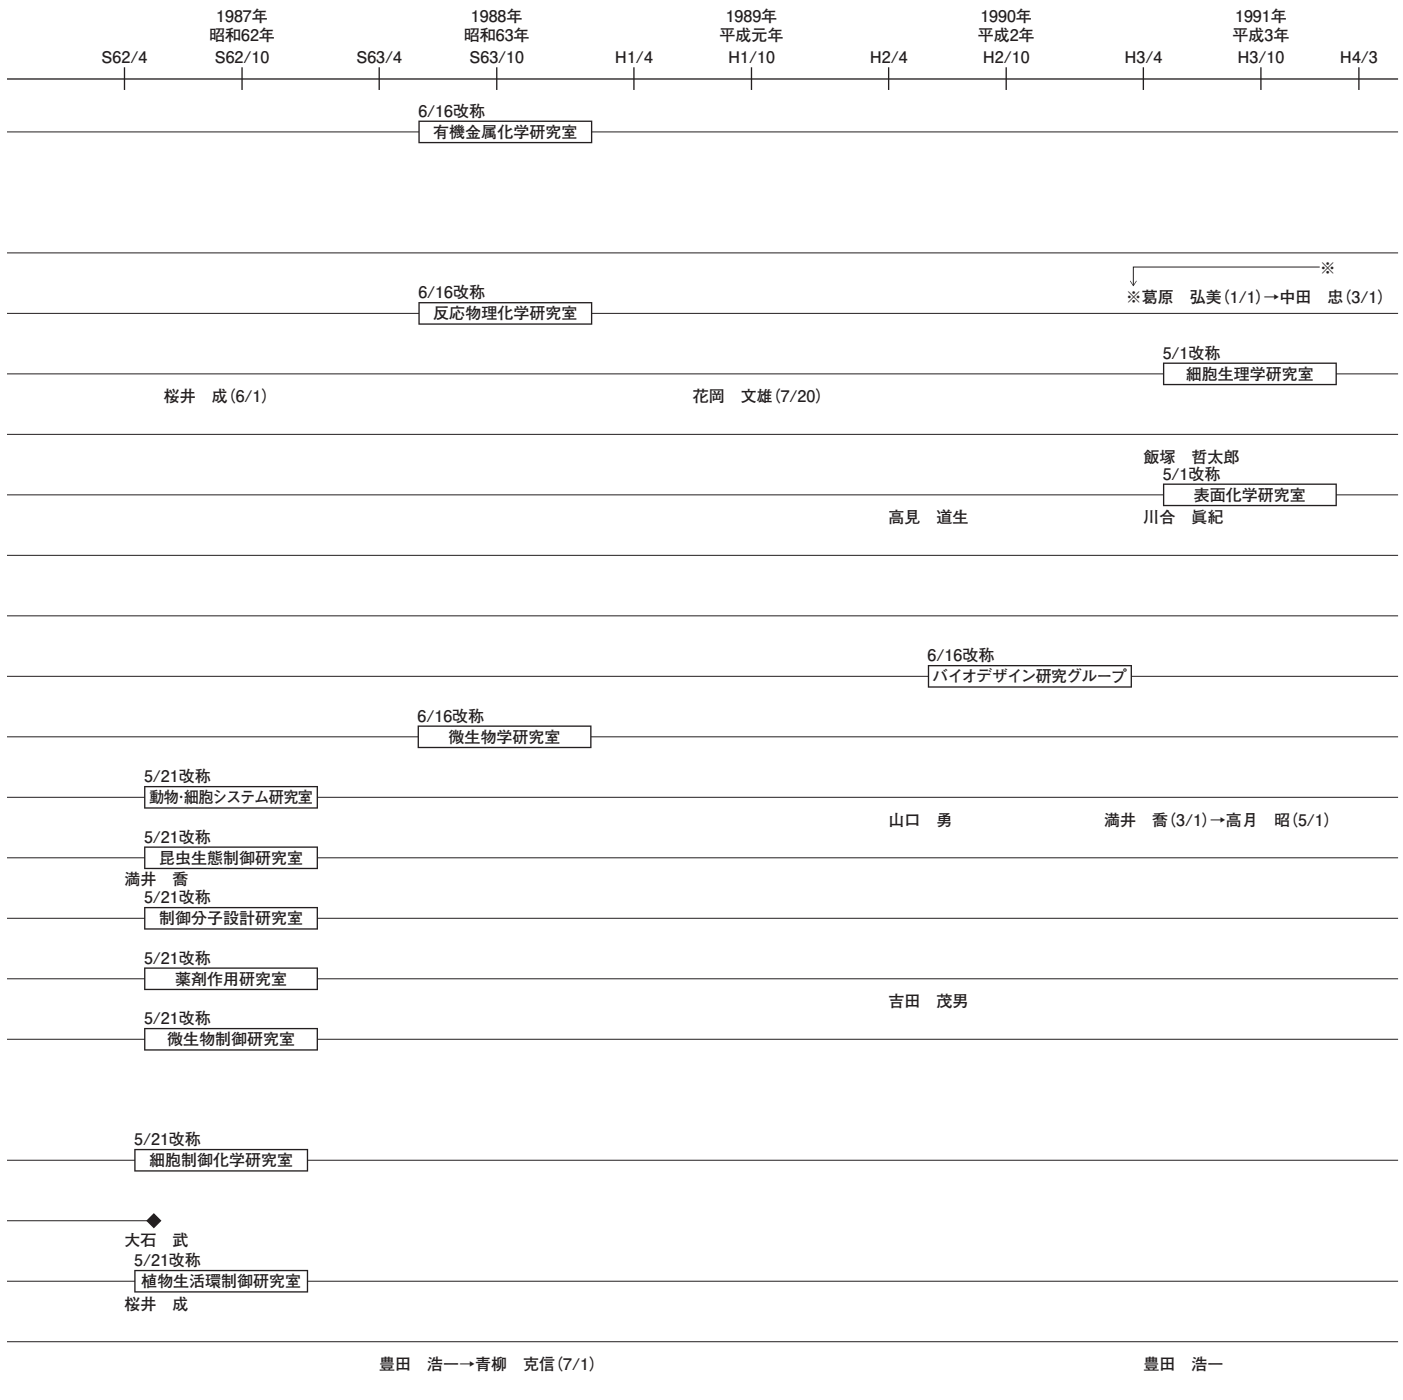 1987年 1988年 1989年 1990年 1991年
昭和62年 昭和63年 平成元年 平成2年 平成3年
S62/4 S62/10 S63/4 S63/10 H1/4 H1/10 H2/4 H2/10 H3/4 H3/10 H4/3
6/16改称
有機金属化学研究室
※
6/16改称
※葛原 弘美(1/1)→中田 忠(3/1)
反応物理化学研究室
5/1改称
細胞生理学研究室
桜井 成(6/1) 花岡 文雄(7/20)
飯塚 哲太郎
5/1改称
表面化学研究室
高見 道生 川合 眞紀
6/16改称
バイオデザイン研究グループ
6/16改称
微生物学研究室
5/21改称
動物・細胞システム研究室
山口 勇 満井 喬(3/1)→高月 昭(5/1)
5/21改称
昆虫生態制御研究室
満井 喬
5/21改称
制御分子設計研究室
5/21改称
薬剤作用研究室
吉田 茂男
5/21改称
微生物制御研究室
5/21改称
細胞制御化学研究室
大石 武
5/21改称
植物生活環制御研究室
桜井 成
豊田 浩一→青柳 克信(7/1) 豊田 浩一